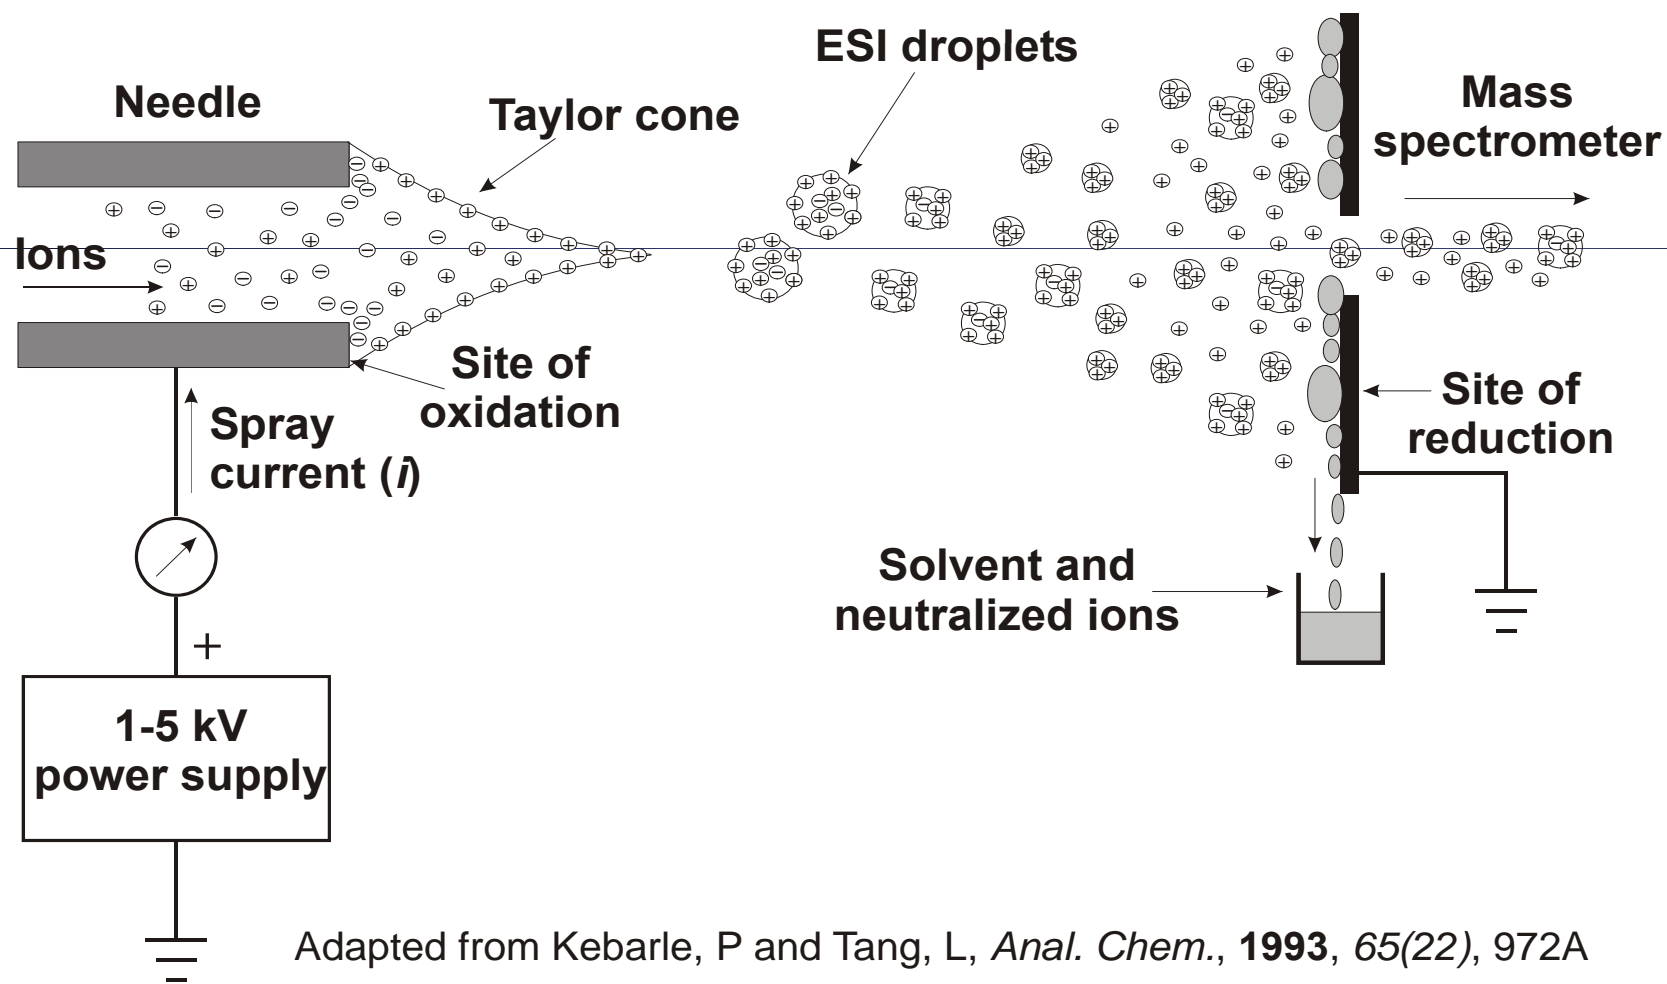 ESI droplets
Needle
Taylor cone
Mass
spectrometer
Ions
Site of
oxidation
Spray
current (i)
Site of
reduction
Solvent and
neutralized ions
+
1-5 kV
power supply
Adapted from Kebarle, P and Tang, L, Anal. Chem., 1993, 65(22), 972A